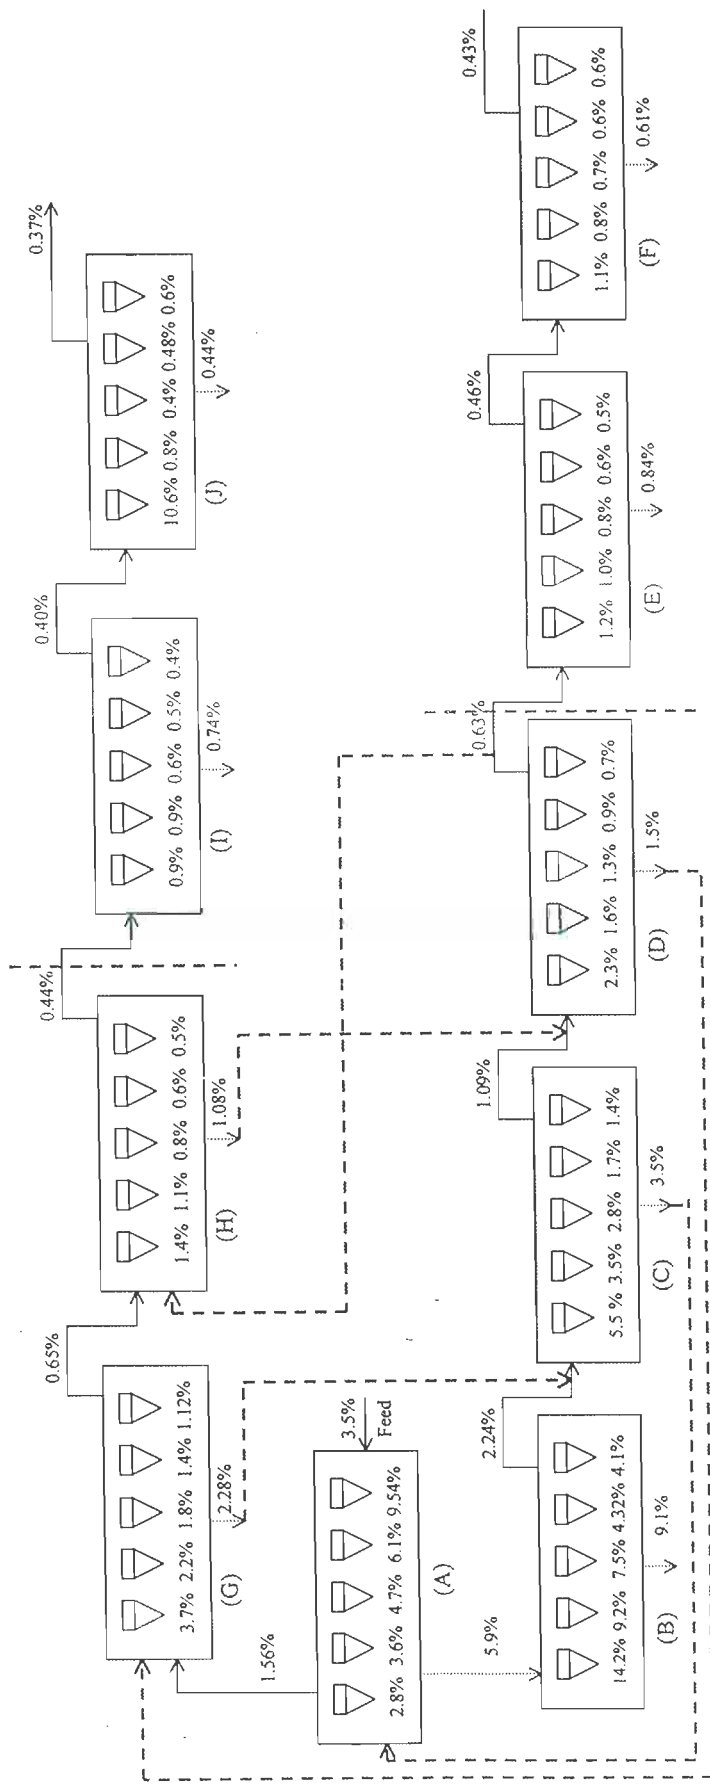 0.37%
10.6% 0.8% 0.4% 0.48% 0.6%
0.44%
(J)
0.40%
0.9% 0.9% 0.6% 0.5% 0.4%
0.74%
(I)
0.44%
1.4% 1.1% 0.8% 0.6% 0.5%
1.08%
(H)
0.65%
3.7% 2.2% 1.8% 1.4% 1.12%
2.28%
(G)
1.56%
3.5%
Feed
2.8% 3.6% 4.7% 6.1% 9.54%
(A)
5.9%
14.2% 9.2% 7.5% 4.32% 4.1%
9.1%
(B)
2.24%
5.5 % 3.5% 2.8% 1.7% 1.4%
3.5%
(C)
1.09%
2.3% 1.6% 1.3% 0.9% 0.7%
1.5%
(D)
0.63%
1.2% 1.0% 0.8% 0.6% 0.5%
0.84%
(E)
0.46%
1.1% 0.8% 0.7% 0.6% 0.6%
0.61%
(F)
0.43%